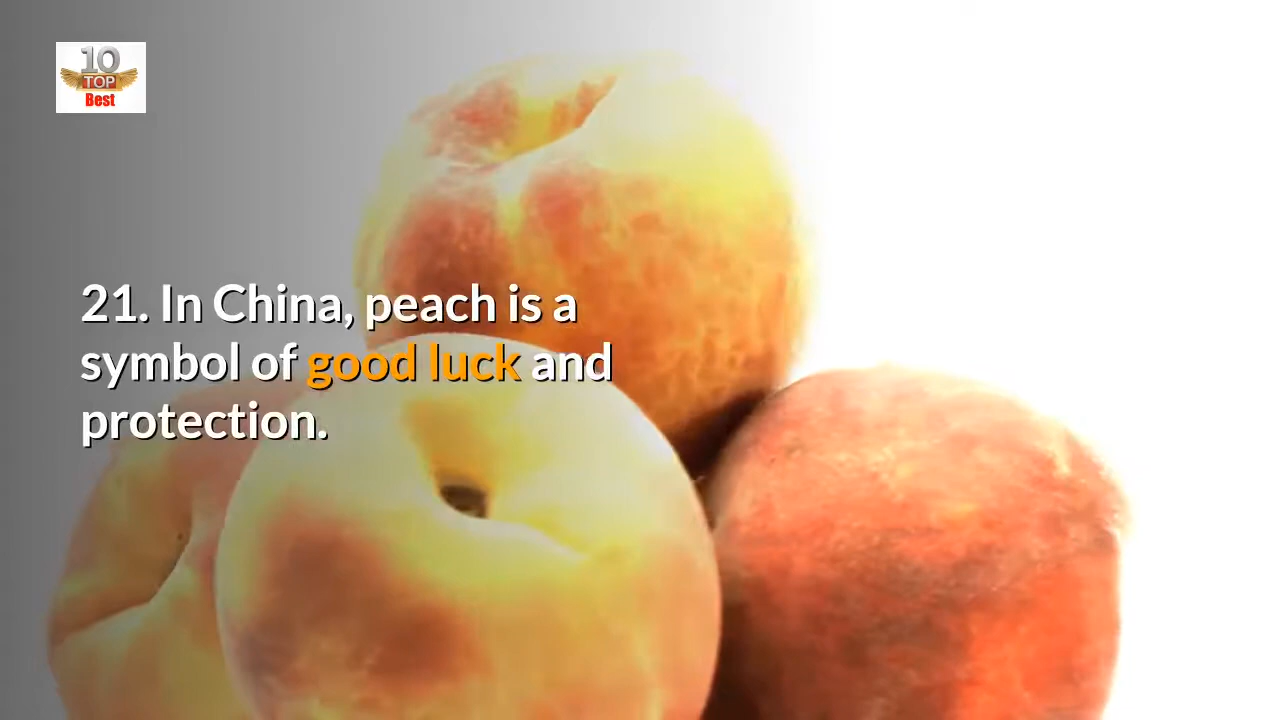 10
TOP
Best
21. In China, peach is a
symbol of good luck and
protection.